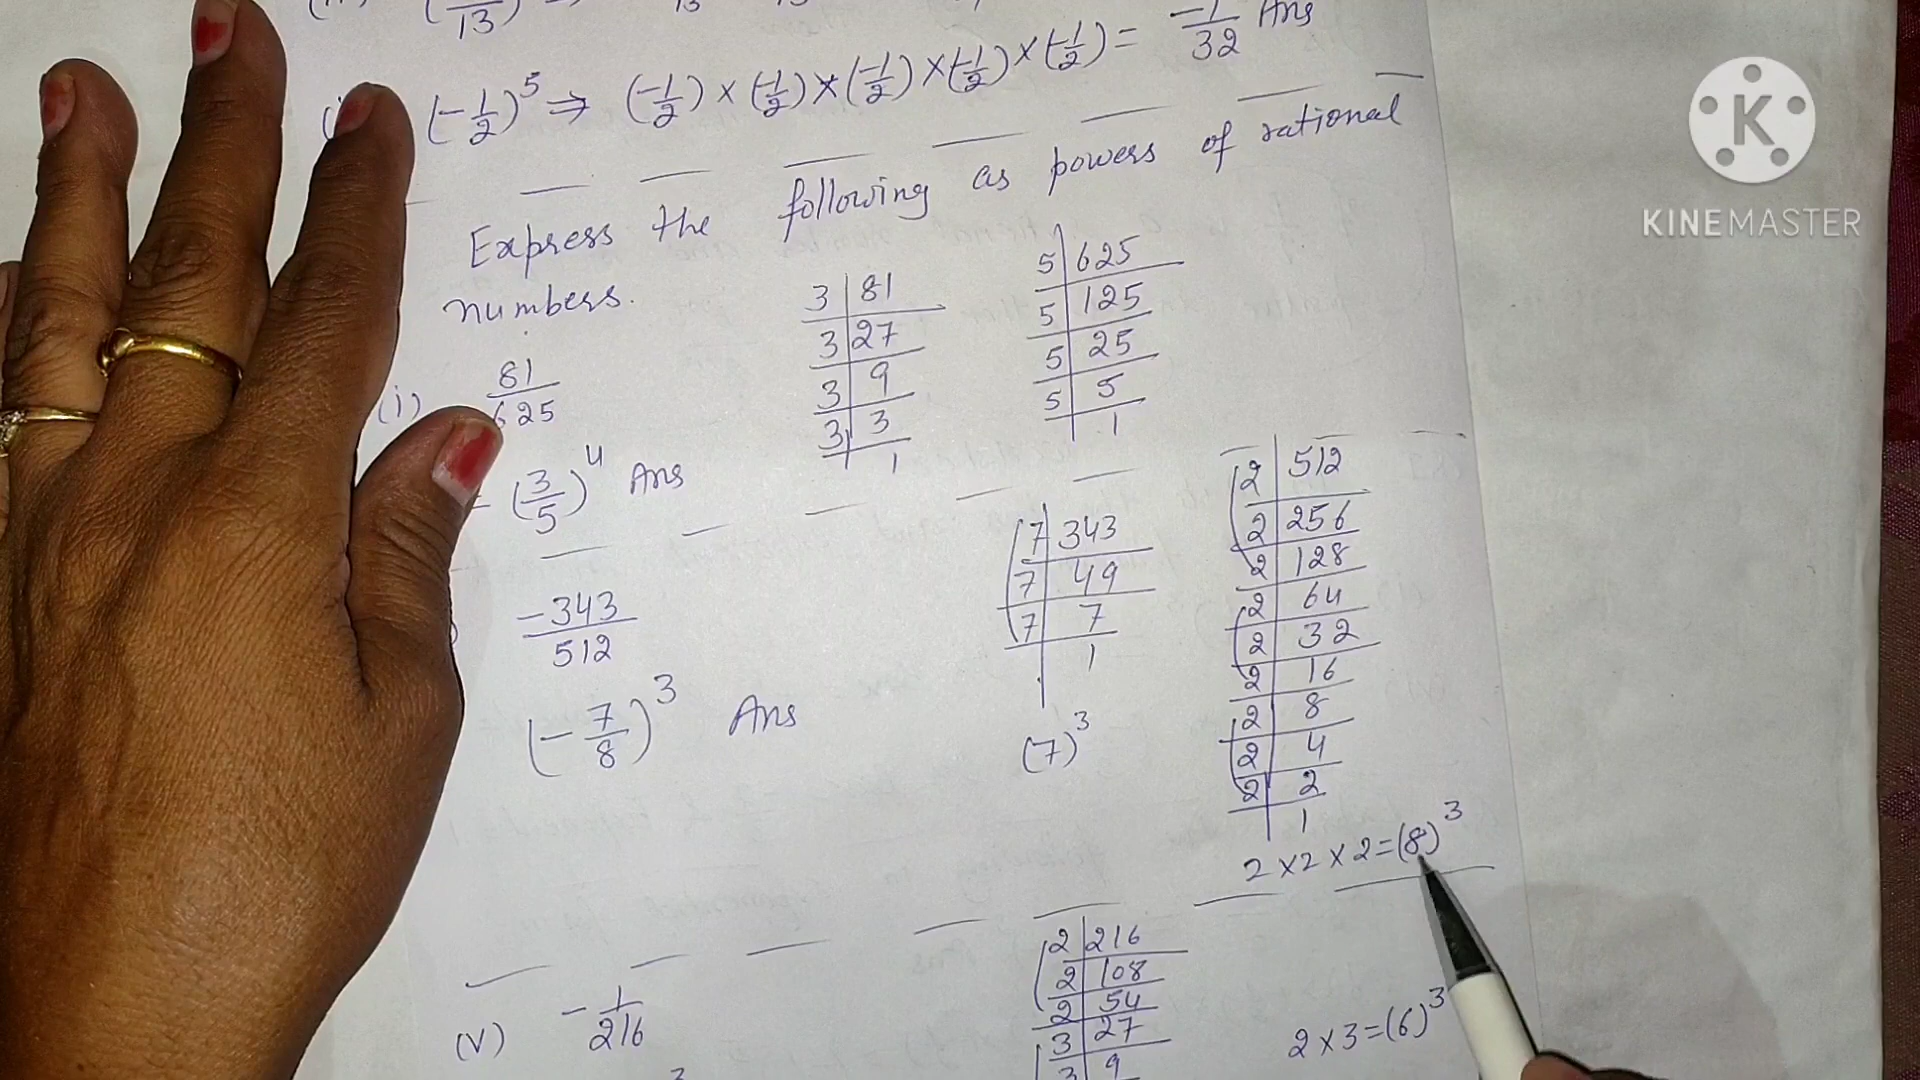 13
(-1/2)^5 ⇒ (-1/2) × (-1/2) × (-1/2) × (-1/2) × (-1/2) = -1/32 Ans
Express the following as powers of rational
numbers.
(i) 81/625
3 | 81
3 | 27
3 | 9
3 | 3
1
5 | 625
5 | 125
5 | 25
5 | 5
1
(3/5)^4 Ans
-343/512
(-7/8)^3 Ans
7 | 343
7 | 49
7 | 7
1
(7)^3
2 | 512
2 | 256
2 | 128
2 | 64
2 | 32
2 | 16
2 | 8
2 | 4
2 | 2
1
2 × 2 × 2 = (8)^3
(V) -1/216
2 | 216
2 | 108
2 | 54
3 | 27
3 | 9
2 × 3 = (6)^3
K
KINEMASTER